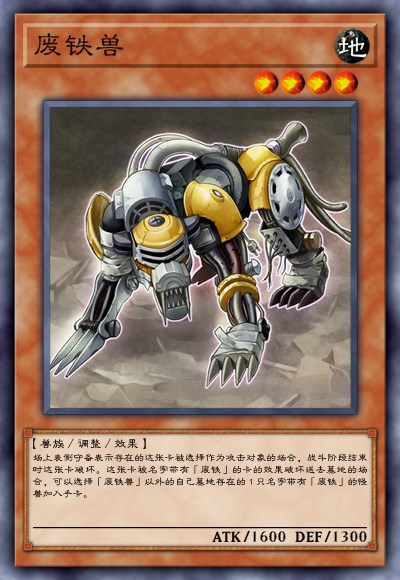 废铁兽
地
【兽族／调整／效果】
场上表侧守备表示存在的这张卡被选择作为攻击对象的场合，战斗阶段结束
时这张卡破坏。这张卡被名字带有「废铁」的卡的效果破坏送去墓地的场
合，可以选择「废铁兽」以外的自己墓地存在的１只名字带有「废铁」的怪
兽加入手卡。
ATK/1600 DEF/1300